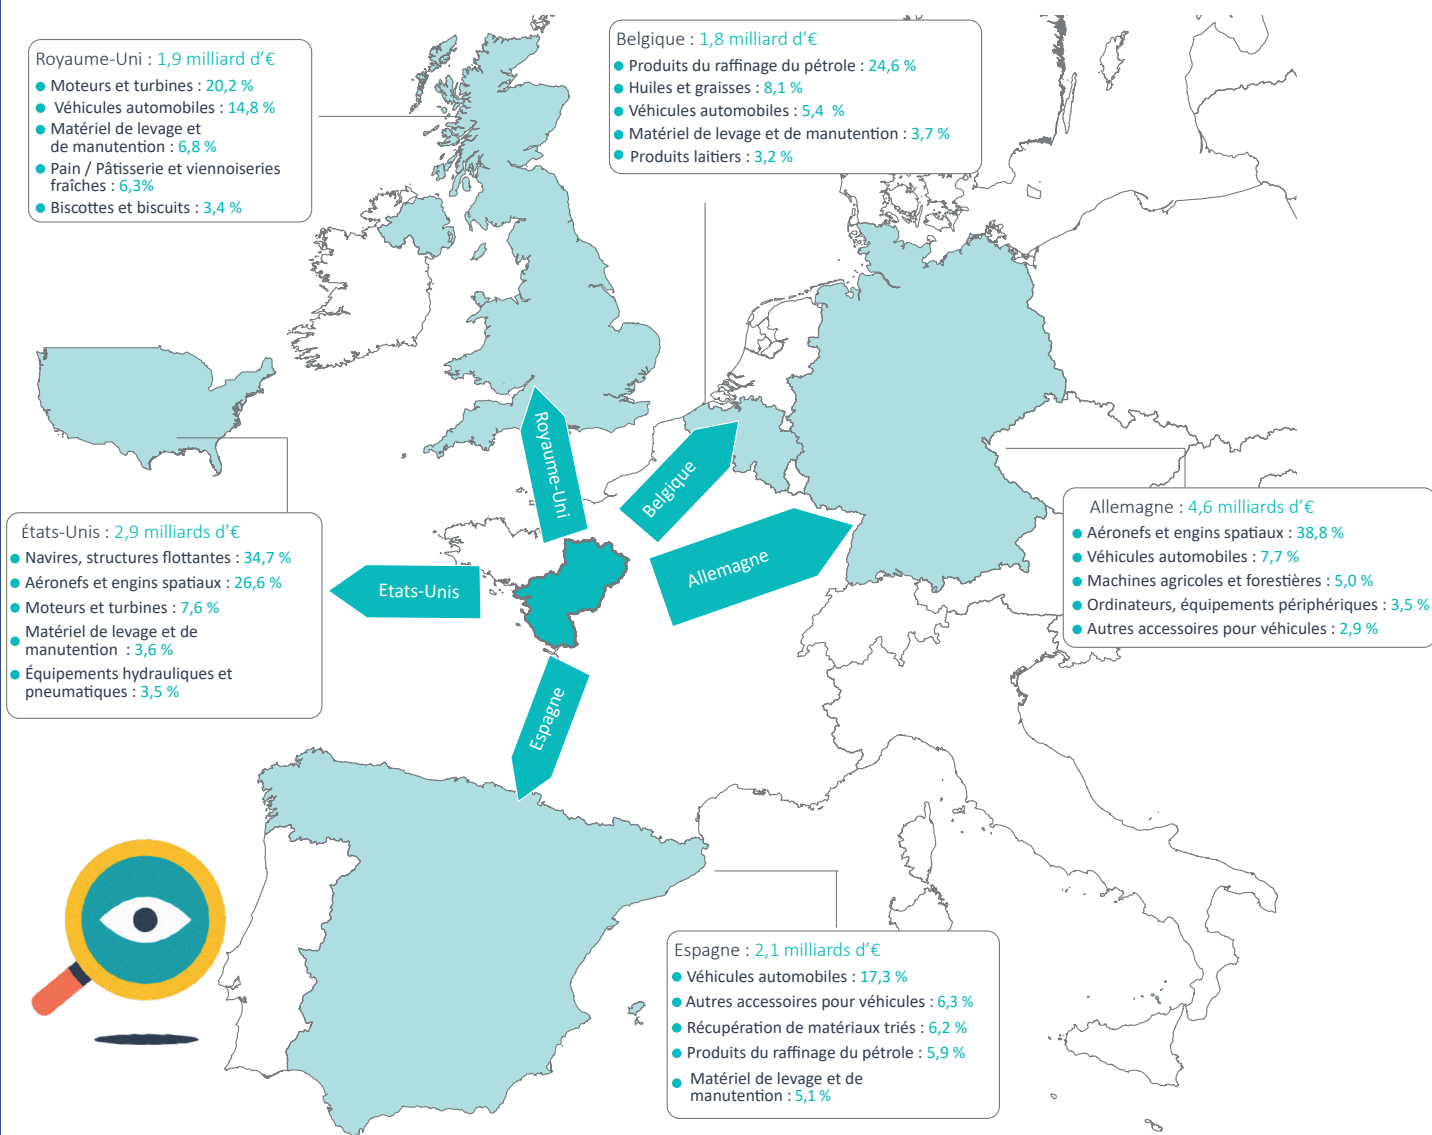 Royaume-Uni : 1,9 milliard d’€
Moteurs et turbines : 20,2 %
Véhicules automobiles : 14,8 %
Matériel de levage et
de manutention : 6,8 %
Pain / Pâtisserie et viennoiseries
fraîches : 6,3%
Biscottes et biscuits : 3,4 %
Belgique : 1,8 milliard d’€
Produits du raffinage du pétrole : 24,6 %
Huiles et graisses : 8,1 %
Véhicules automobiles : 5,4 %
Matériel de levage et de manutention : 3,7 %
Produits laitiers : 3,2 %
Royaume-Uni
Belgique
Allemagne
Etats-Unis
Espagne
États-Unis : 2,9 milliards d’€
Navires, structures flottantes : 34,7 %
Aéronefs et engins spatiaux : 26,6 %
Moteurs et turbines : 7,6 %
Matériel de levage et de
manutention : 3,6 %
Équipements hydrauliques et
pneumatiques : 3,5 %
Allemagne : 4,6 milliards d’€
Aéronefs et engins spatiaux : 38,8 %
Véhicules automobiles : 7,7 %
Machines agricoles et forestières : 5,0 %
Ordinateurs, équipements périphériques : 3,5 %
Autres accessoires pour véhicules : 2,9 %
Espagne : 2,1 milliards d’€
Véhicules automobiles : 17,3 %
Autres accessoires pour véhicules : 6,3 %
Récupération de matériaux triés : 6,2 %
Produits du raffinage du pétrole : 5,9 %
Matériel de levage et de
manutention : 5,1 %